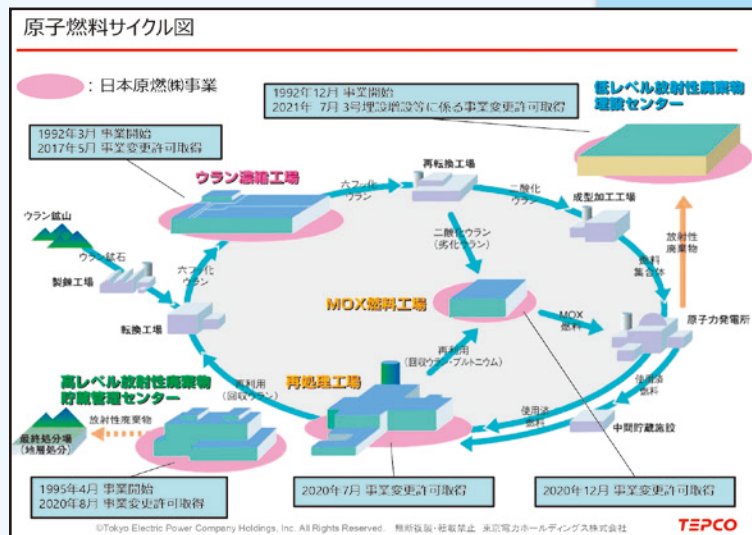 原子燃料サイクル図
：日本原燃㈱事業
1992年12月 事業開始
2021年 7月 3号埋設増設等に係る事業変更許可取得
低レベル放射性廃棄物
埋設センター
1992年3月 事業開始
2017年5月 事業変更許可取得
ウラン濃縮工場
六フッ化
ウラン
再転換工場
二酸化
ウラン
成型加工工場
ウラン鉱山
ウラン鉱石
製錬工場
六フッ化
ウラン
転換工場
二酸化ウラン
(劣化ウラン)
燃料
集合体
放射性
廃棄物
MOX燃料工場
MOX
燃料
原子力発電所
再利用
(回収ウラン・プルトニウム)
高レベル放射性廃棄物
貯蔵管理センター
再利用
(回収ウラン)
再処理工場
使用済
燃料
使用済
燃料
中間貯蔵施設
放射性廃棄物
最終処分場
(地層処分)
1995年4月 事業開始
2020年8月 事業変更許可取得
2020年7月 事業変更許可取得
2020年12月 事業変更許可取得
©Tokyo Electric Power Company Holdings, Inc. All Rights Reserved. 無断複製・転載禁止 東京電力ホールディングス株式会社
TEPCO